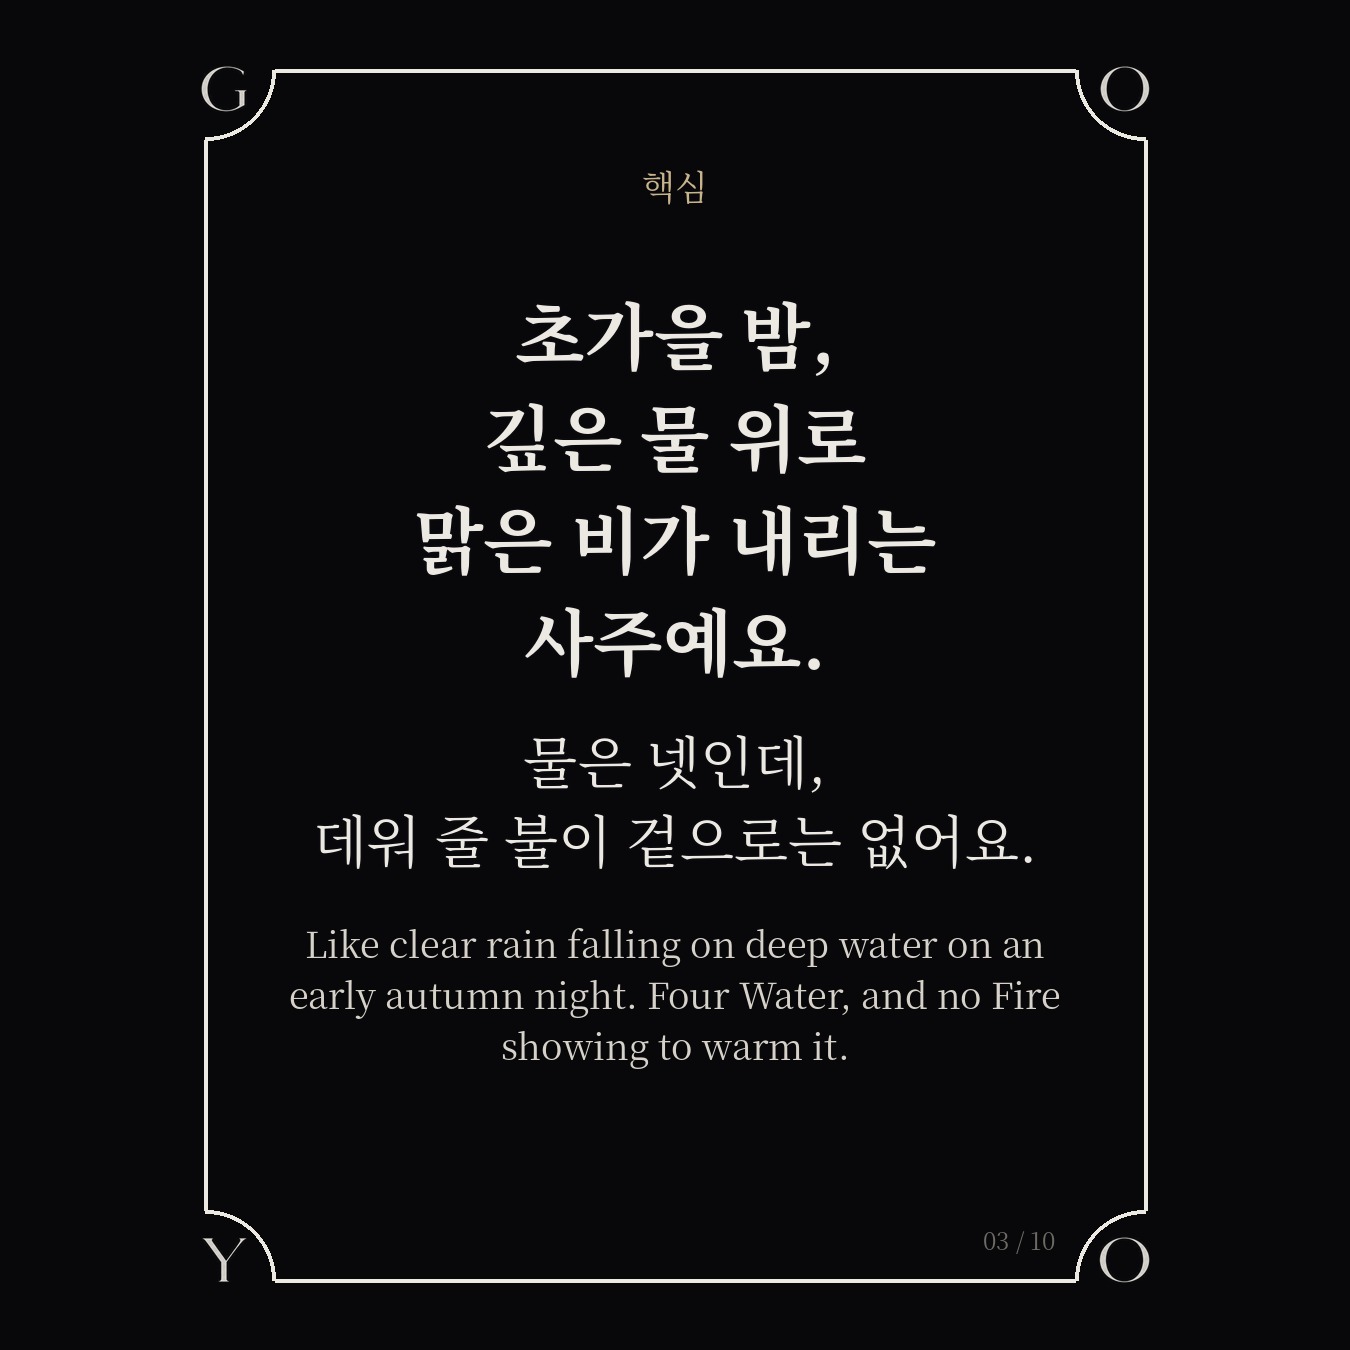 G O
핵심
초가을 밤,
깊은 물 위로
맑은 비가 내리는
사주예요.
물은 넷인데,
데워 줄 불이 겉으로는 없어요.
Like clear rain falling on deep water on an
early autumn night. Four Water, and no Fire
showing to warm it.
03 / 10
Y O